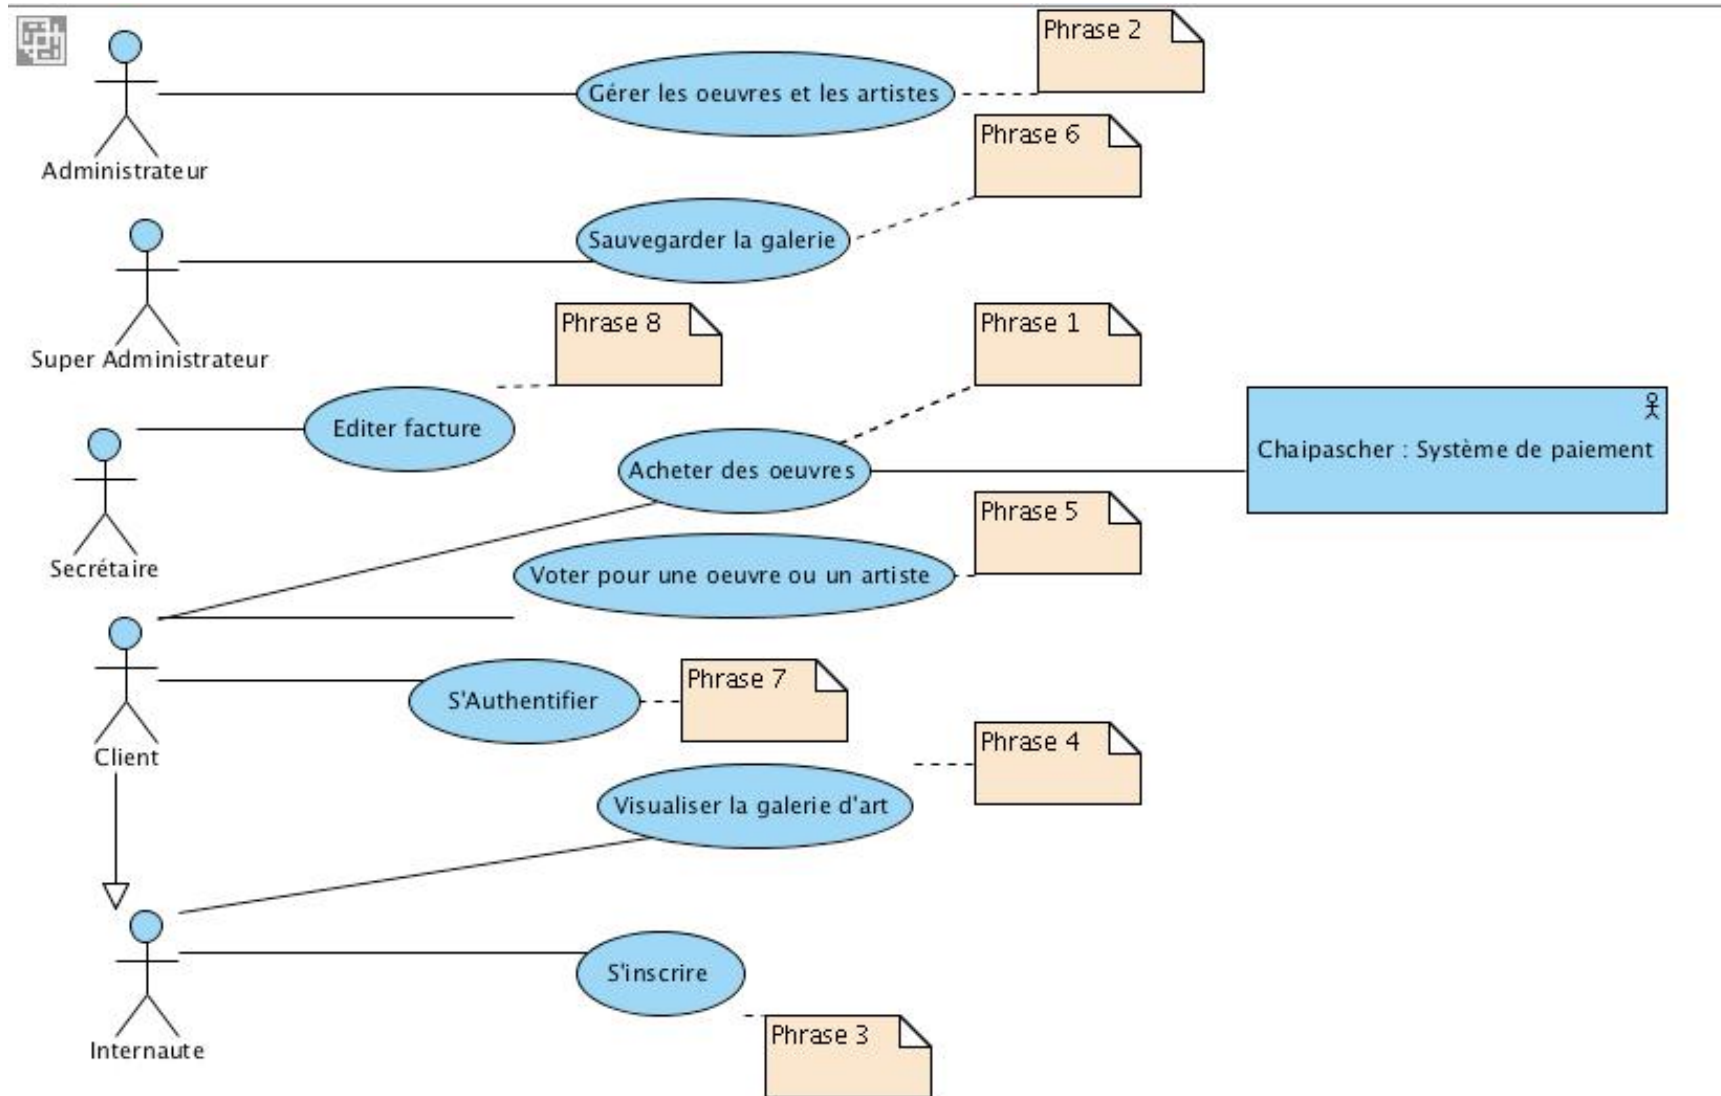 Phrase 2
Gérer les oeuvres et les artistes
Phrase 6
Administrateur
Sauvegarder la galerie
Phrase 8
Phrase 1
Super Administrateur
Editer facture
Chaipascher : Système de paiement
Acheter des oeuvres
Phrase 5
Secrétaire
Voter pour une oeuvre ou un artiste
Phrase 7
S'Authentifier
Phrase 4
Client
Visualiser la galerie d'art
S'inscrire
Phrase 3
Internaute